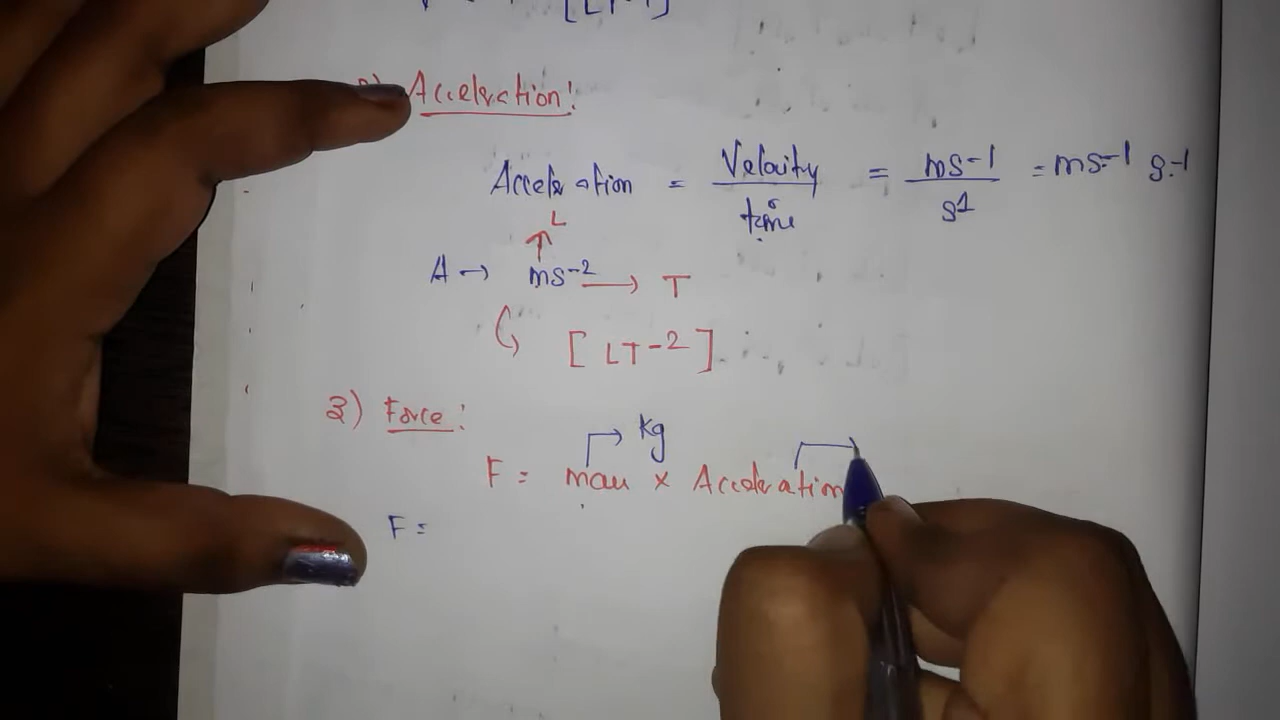 Acceleration:
Acceleration = Velocity / time = ms-1 / s1 = ms-1 s-1
L
A → ms-2 → T
[LT-2]
3) Force:
Kg
F = mass x Acceleration
F =